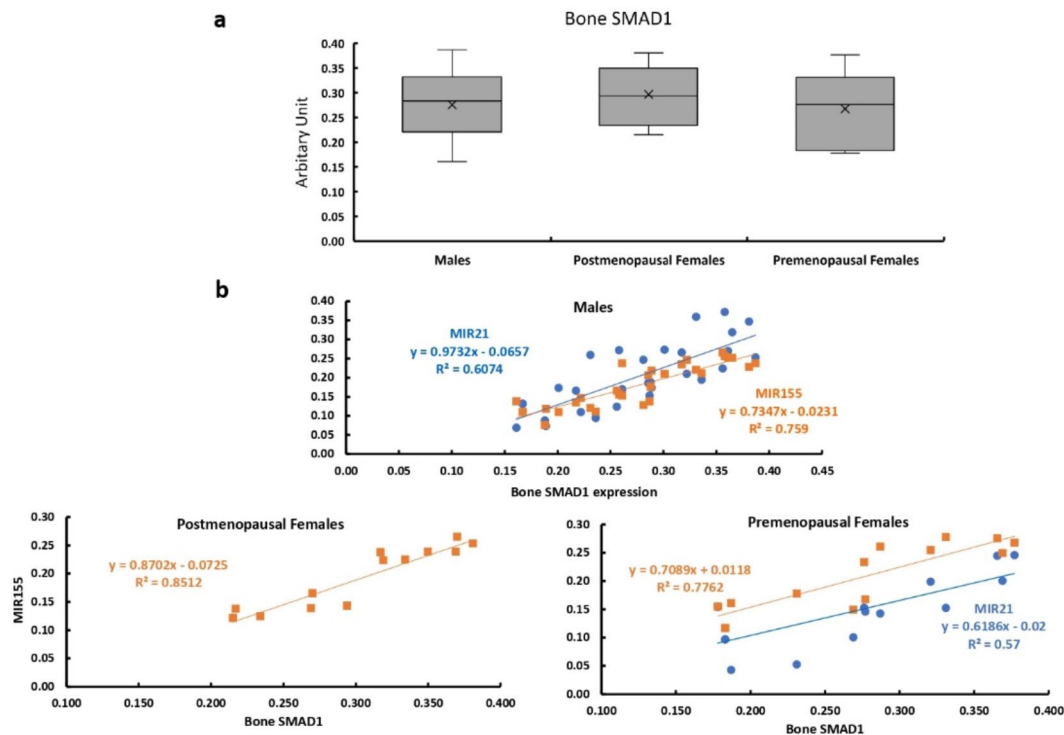 a
Bone SMAD1
Arbitary Unit
0.40
0.35
0.30
0.25
0.20
0.15
0.10
0.05
0.00
Males
Postmenopausal Females
Premenopausal Females
b
Males
0.40
0.35
0.30
0.25
0.20
0.15
0.10
0.05
0.00
MIR21
y = 0.9732x - 0.0657
R² = 0.6074
MIR155
y = 0.7347x - 0.0231
R² = 0.759
0.00 0.05 0.10 0.15 0.20 0.25 0.30 0.35 0.40 0.45
Bone SMAD1 expression
Postmenopausal Females
MIR155
0.30
0.25
0.20
0.15
0.10
0.05
0.00
y = 0.8702x - 0.0725
R² = 0.8512
0.100 0.150 0.200 0.250 0.300 0.350 0.400
Bone SMAD1
Premenopausal Females
0.30
0.25
0.20
0.15
0.10
0.05
0.00
y = 0.7089x + 0.0118
R² = 0.7762
MIR21
y = 0.6186x - 0.02
R² = 0.57
0.100 0.150 0.200 0.250 0.300 0.350 0.400
Bone SMAD1